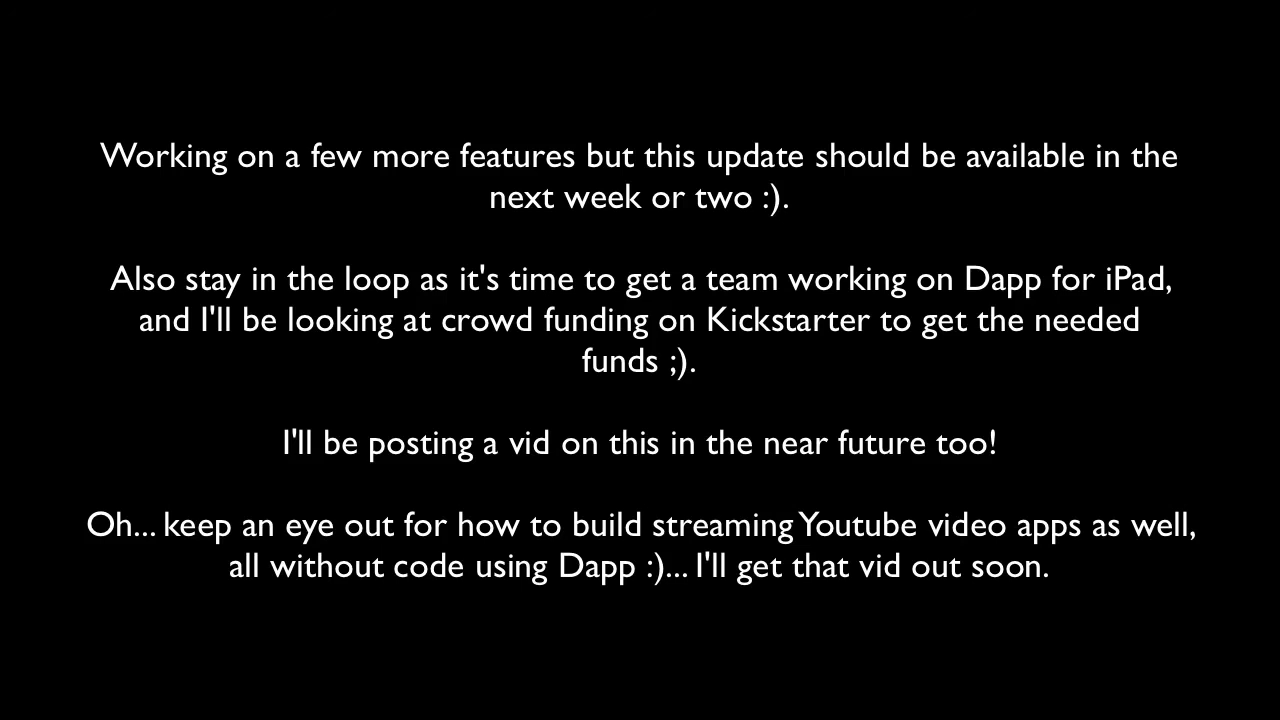 Working on a few more features but this update should be available in the
next week or two :).
Also stay in the loop as it's time to get a team working on Dapp for iPad,
and I'll be looking at crowd funding on Kickstarter to get the needed
funds ;).
I'll be posting a vid on this in the near future too!
Oh... keep an eye out for how to build streaming Youtube video apps as well,
all without code using Dapp :)... I'll get that vid out soon.